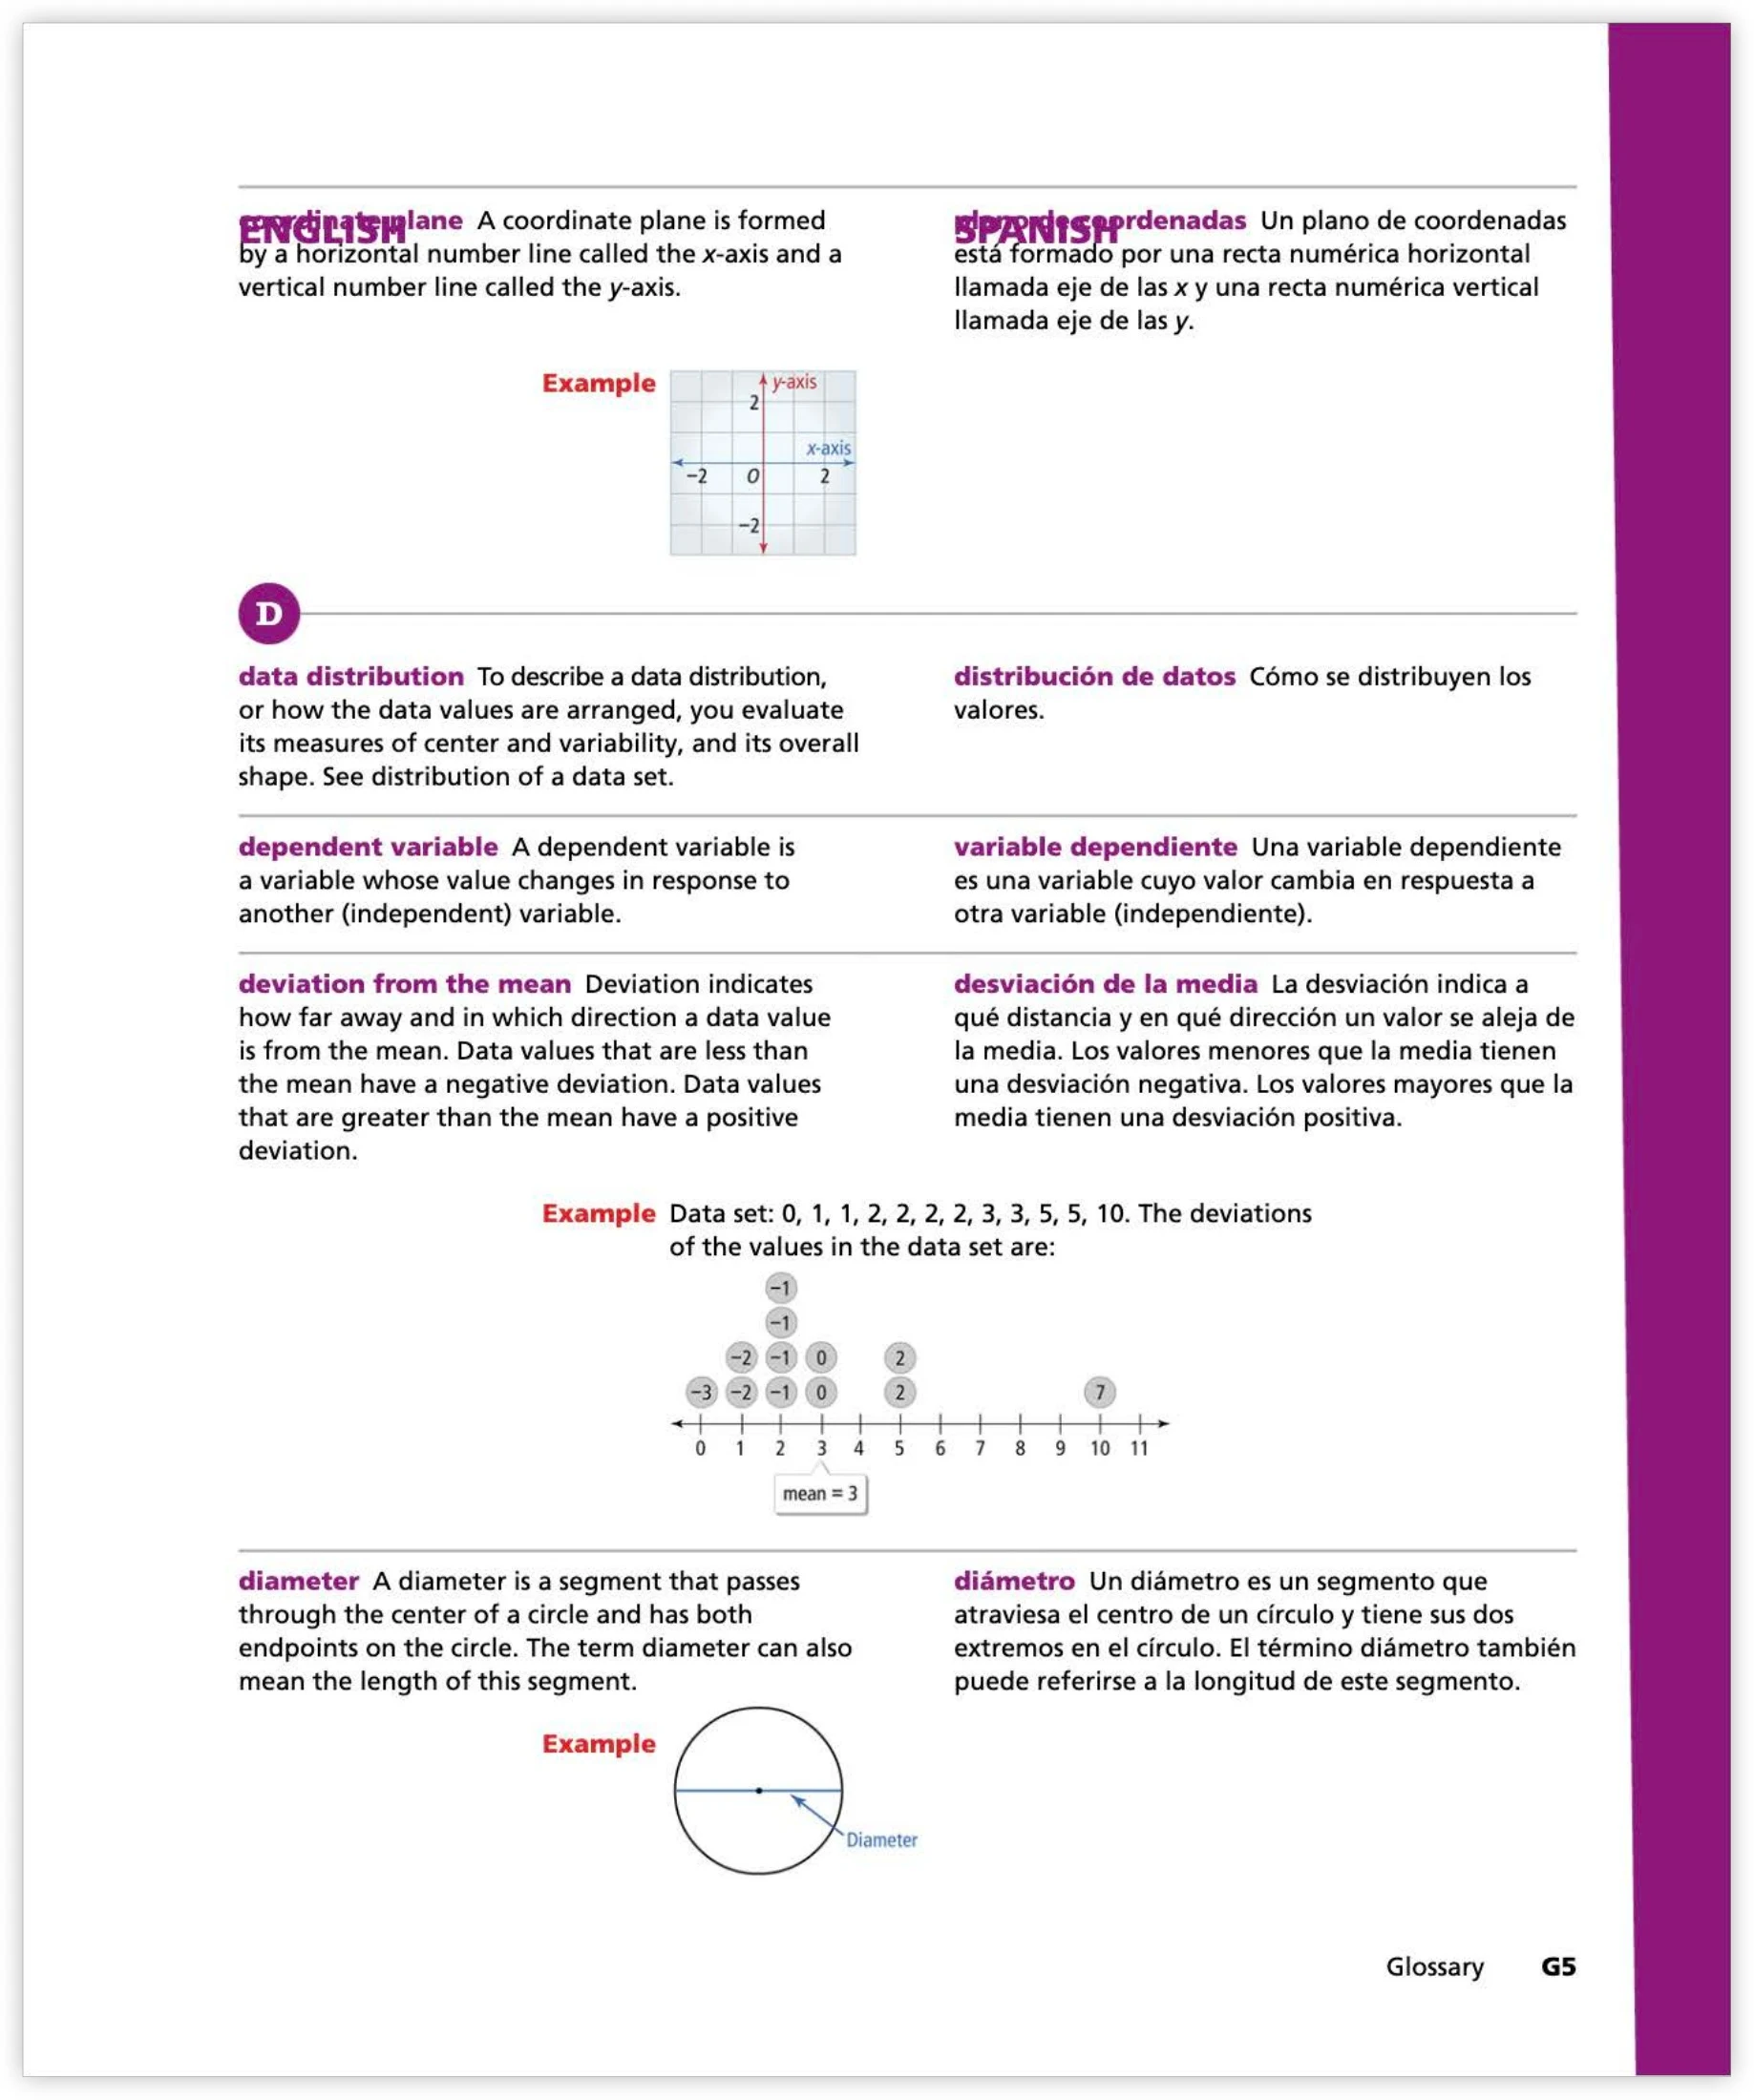 ENGLISH
SPANISH
coordinate plane A coordinate plane is formed
by a horizontal number line called the x-axis and a
vertical number line called the y-axis.
plano de coordenadas Un plano de coordenadas
está formado por una recta numérica horizontal
llamada eje de las x y una recta numérica vertical
llamada eje de las y.
Example
y-axis
2
x-axis
−2 O 2
−2
D
data distribution To describe a data distribution,
or how the data values are arranged, you evaluate
its measures of center and variability, and its overall
shape. See distribution of a data set.
distribución de datos Cómo se distribuyen los
valores.
dependent variable A dependent variable is
a variable whose value changes in response to
another (independent) variable.
variable dependiente Una variable dependiente
es una variable cuyo valor cambia en respuesta a
otra variable (independiente).
deviation from the mean Deviation indicates
how far away and in which direction a data value
is from the mean. Data values that are less than
the mean have a negative deviation. Data values
that are greater than the mean have a positive
deviation.
desviación de la media La desviación indica a
qué distancia y en qué dirección un valor se aleja de
la media. Los valores menores que la media tienen
una desviación negativa. Los valores mayores que la
media tienen una desviación positiva.
Example Data set: 0, 1, 1, 2, 2, 2, 2, 3, 3, 5, 5, 10. The deviations
of the values in the data set are:
−1
−1
−2 −1 0 2
−3 −2 −1 0 2 7
0 1 2 3 4 5 6 7 8 9 10 11
mean = 3
diameter A diameter is a segment that passes
through the center of a circle and has both
endpoints on the circle. The term diameter can also
mean the length of this segment.
diámetro Un diámetro es un segmento que
atraviesa el centro de un círculo y tiene sus dos
extremos en el círculo. El término diámetro también
puede referirse a la longitud de este segmento.
Example
Diameter
Glossary G5